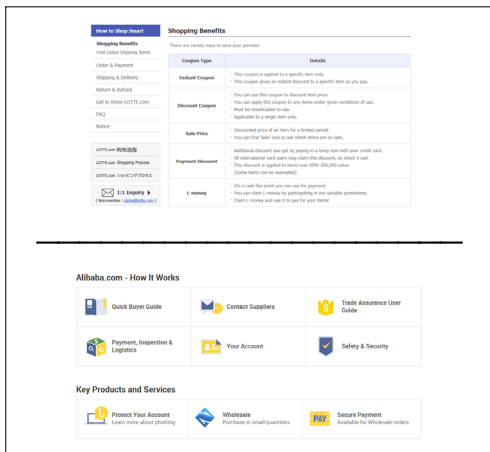 How to Shop Smart
Shopping Benefits
Find Global Shipping Items
Order & Payment
Shipping & Delivery
Return & Refund
Get to Know LOTTE.com
FAQ
Notice
LOTTE.com 购物流程
LOTTE.com Shopping Process
LOTTE.com ショッピングプロセス
1:1 Inquiry
( Non-member : global@lotte.com )
Shopping Benefits
There are variety ways to save your pennies!
Coupon Type Details
Instant Coupon
- This coupon is applied to a specific item only.
- This coupon gives an instant discount to a specific item as you pay.
Discount Coupon
- You can use this coupon to discount item price.
- You can apply this coupon to any items under given conditions of use.
- Must be downloaded to use.
- Applicable to a single item only.
Sale Price
- Discounted price of an item for a limited period.
- You can find 'Sale' icon to see which items are on sale.
Payment Discount
- Additional discount you get by paying in a lump sum with your credit card.
- All international card users may claim this discount, so check it out!
- This discount is applied to items over KRW 200,000 value.
(Some items can be exempted)
L-money
- It's a cash-like point you can use for payment.
- You can claim L-money by participating in our variable promotions.
- Claim L-money and use it to pay for your items!
Alibaba.com - How It Works
Quick Buyer Guide
Contact Suppliers
Trade Assurance User
Guide
Payment, Inspection &
Logistics
Your Account
Safety & Security
Key Products and Services
Protect Your Account
Learn more about phishing
Wholesale
Purchase in small quantities
PAY
Secure Payment
Available for Wholesale orders